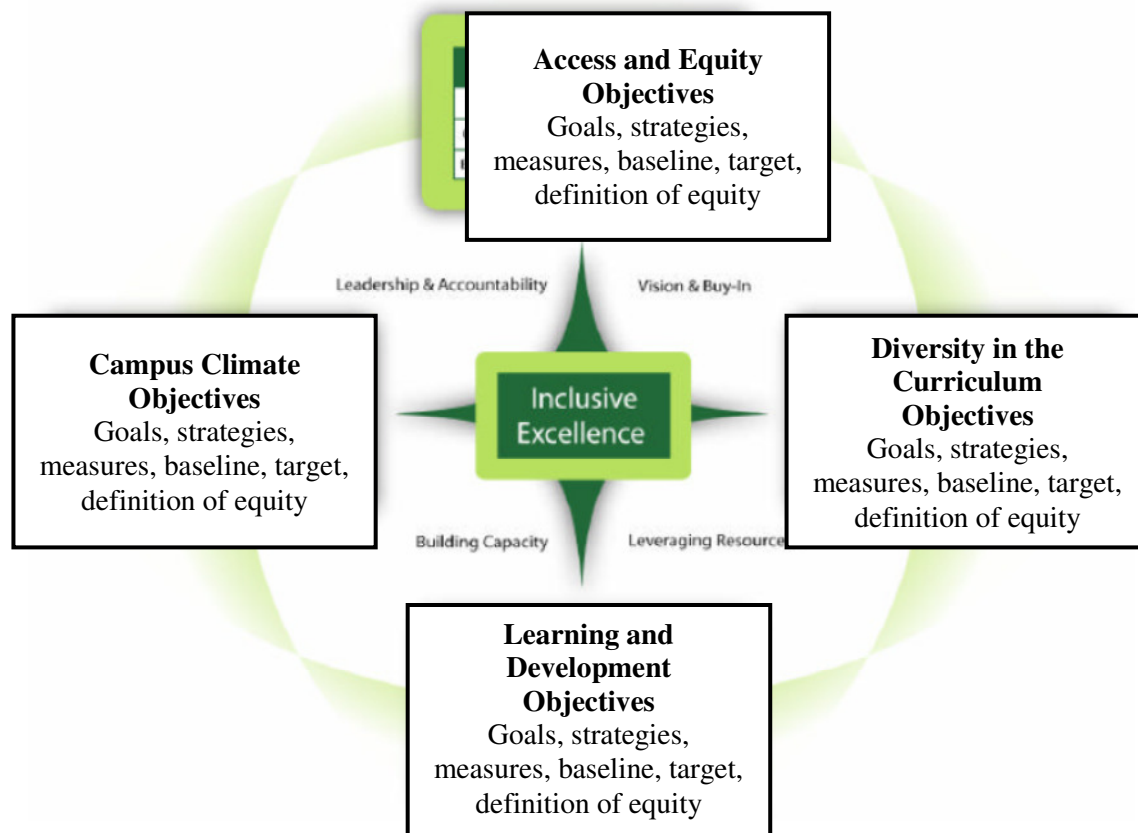 Access and Equity
Objectives
Goals, strategies,
measures, baseline, target,
definition of equity
Leadership & Accountability
Vision & Buy-In
Campus Climate
Objectives
Goals, strategies,
measures, baseline, target,
definition of equity
Inclusive
Excellence
Diversity in the
Curriculum
Objectives
Goals, strategies,
measures, baseline, target,
definition of equity
Building Capacity
Leveraging Resource
Learning and
Development
Objectives
Goals, strategies,
measures, baseline, target,
definition of equity